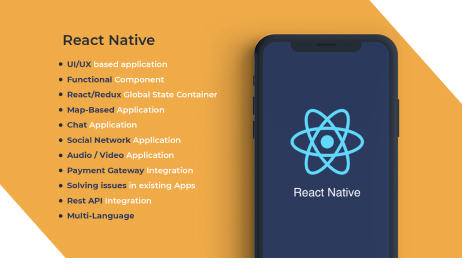 React Native
UI/UX based application
Functional Component
React/Redux Global State Container
Map-Based Application
Chat Application
Social Network Application
Audio / Video Application
Payment Gateway Integration
Solving issues in existing Apps
Rest API Integration
Multi-Language
React Native